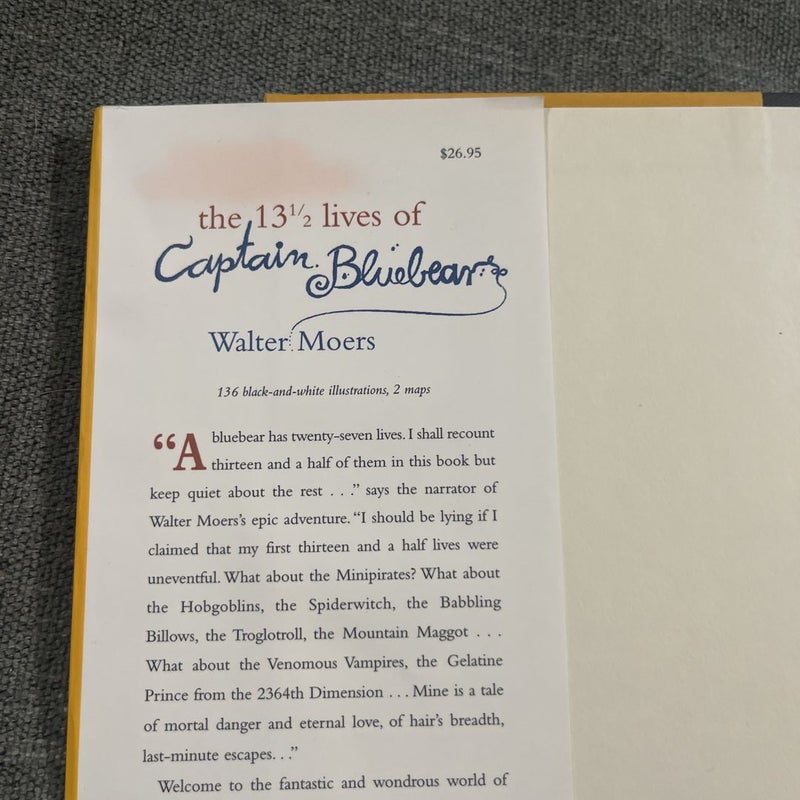 $26.95
the 13½ lives of
Captain Bluebear
Walter Moers
136 black-and-white illustrations, 2 maps
“A bluebear has twenty-seven lives. I shall recount
thirteen and a half of them in this book but
keep quiet about the rest . . .” says the narrator of
Walter Moers’s epic adventure. “I should be lying if I
claimed that my first thirteen and a half lives were
uneventful. What about the Minipirates? What about
the Hobgoblins, the Spiderwitch, the Babbling
Billows, the Troglotroll, the Mountain Maggot . . .
What about the Venomous Vampires, the Gelatine
Prince from the 2364th Dimension . . . Mine is a tale
of mortal danger and eternal love, of hair’s breadth,
last-minute escapes. . .”
Welcome to the fantastic and wondrous world of